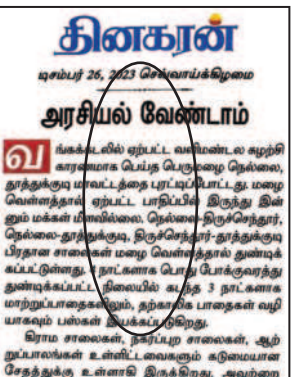 தினகரன்
டிசம்பர் 26, 2023 செவ்வாய்க்கிழமை
அரசியல் வேண்டாம்
வங்கக்கடலில் ஏற்பட்ட வளிமண்டல சுழற்சி
காரணமாக பெய்த பெருமழை நெல்லை,
தூத்துக்குடி மாவட்டத்தை புரட்டிப்போட்டது. மழை
வெள்ளத்தால் ஏற்பட்ட பாதிப்பில் இருந்து இன்
னும் மக்கள் மீளவில்லை. நெல்லை-திருச்செந்தூர்,
நெல்லை-தூத்துக்குடி, திருச்செந்தூர்-தூத்துக்குடி
பிரதான சாலைகள் மழை வெள்ளத்தால் துண்டிக்
கப்பட்டுள்ளது. நாட்களாக பொது போக்குவரத்து
துண்டிக்கப்பட்ட நிலையில் கடந்த 3 நாட்களாக
மாற்றுப்பாதைகளிலும், தற்காலிக பாதைகள் வழி
யாகவும் பஸ்கள் இயக்கப்படுகிறது.
கிராம சாலைகள், நகர்ப்புற சாலைகள், ஆற்
றுப்பாலங்கள் உள்ளிட்டவைகளும் கடுமையான
சேதத்துக்கு உள்ளாகி இருக்கிறது. அவற்றை